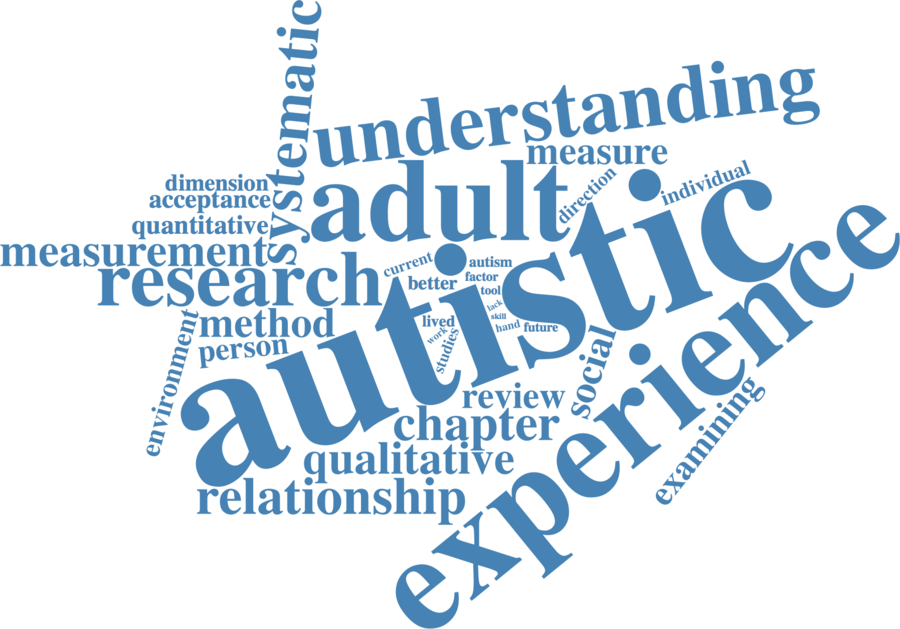 systematic
understanding
measure
dimension
adult
individual
direction
acceptance
quantitative
measurement
research
current
autism
better
factor
tool
autistic
experience
lack
skill
hand
future
lived
work
studies
method
person
environment
social
review
examining
chapter
qualitative
relationship